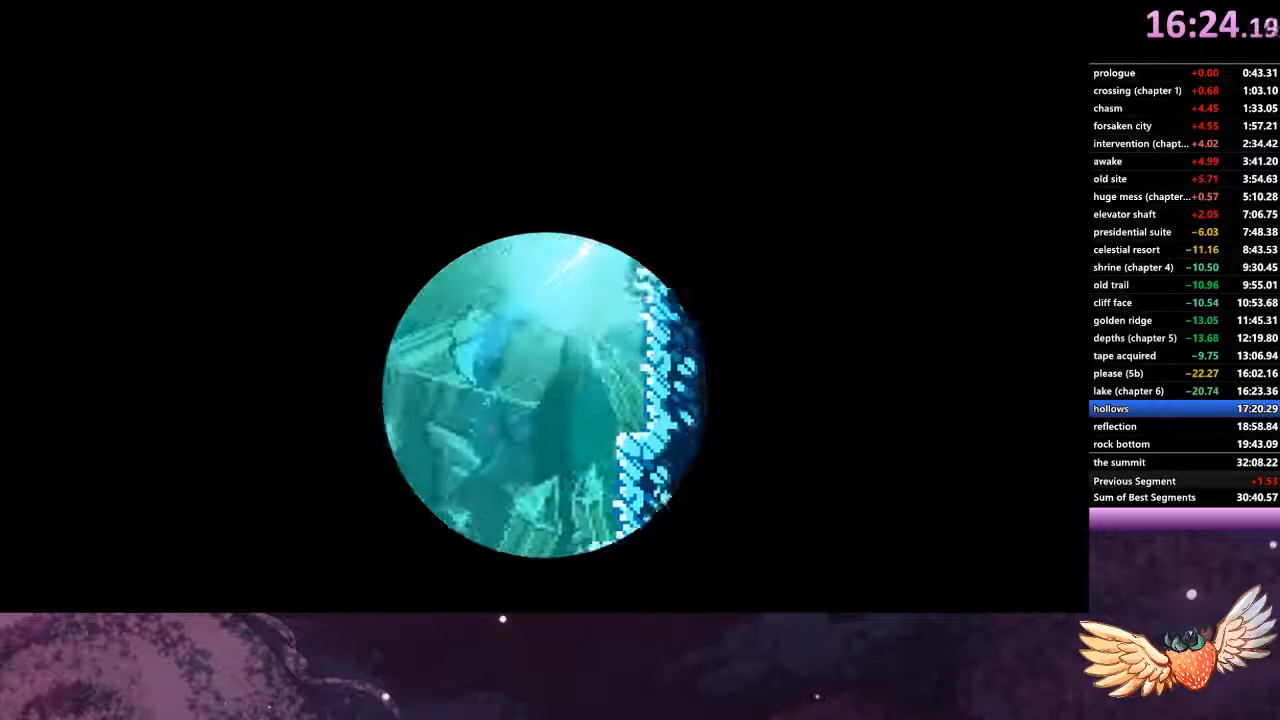 16:24.19
prologue +0.00 0:43.31
crossing (chapter 1) +0.68 1:03.10
chasm +4.45 1:33.05
forsaken city +4.55 1:57.21
intervention (chapt... +4.02 2:34.42
awake +4.99 3:41.20
old site +5.71 3:54.63
huge mess (chapter... +0.57 5:10.28
elevator shaft +2.05 7:06.75
presidential suite −6.03 7:48.38
celestial resort −11.16 8:43.53
shrine (chapter 4) −10.50 9:30.45
old trail −10.96 9:55.01
cliff face −10.54 10:53.68
golden ridge −13.05 11:45.31
depths (chapter 5) −13.68 12:19.80
tape acquired −9.75 13:06.94
please (5b) −22.27 16:02.16
lake (chapter 6) −20.74 16:23.36
hollows 17:20.29
reflection 18:58.84
rock bottom 19:43.09
the summit 32:08.22
Previous Segment +1.53
Sum of Best Segments 30:40.57